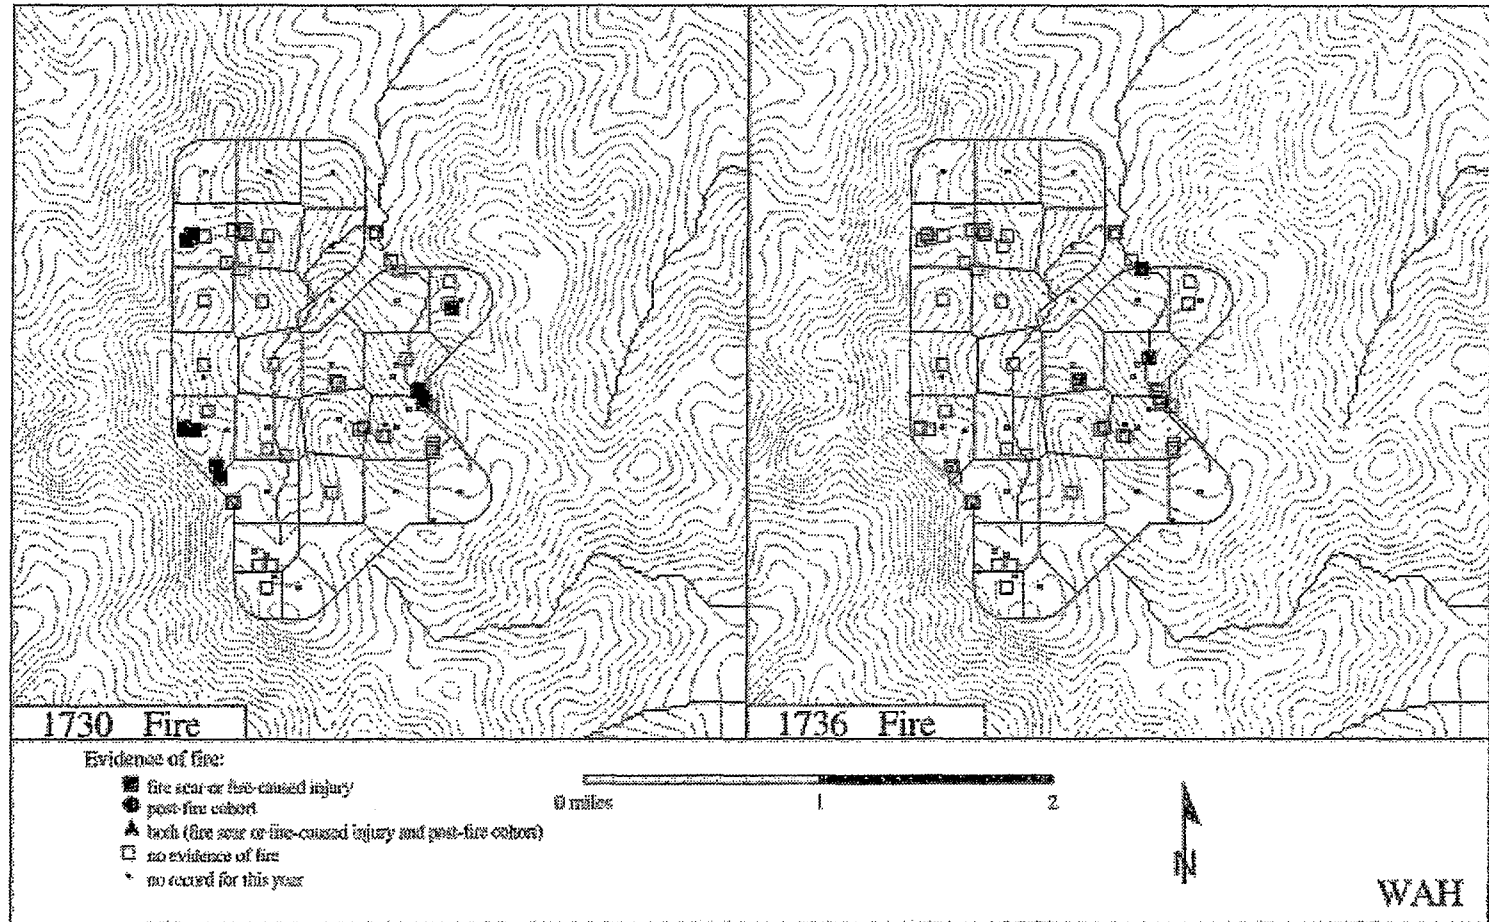 1730 Fire
1736 Fire
Evidence of fire:
fire scar or fire-caused injury
post-fire cohort
both (fire scar or fire-caused injury and post-fire cohort)
no evidence of fire
no record for this year
0 miles 1 2
N
WAH